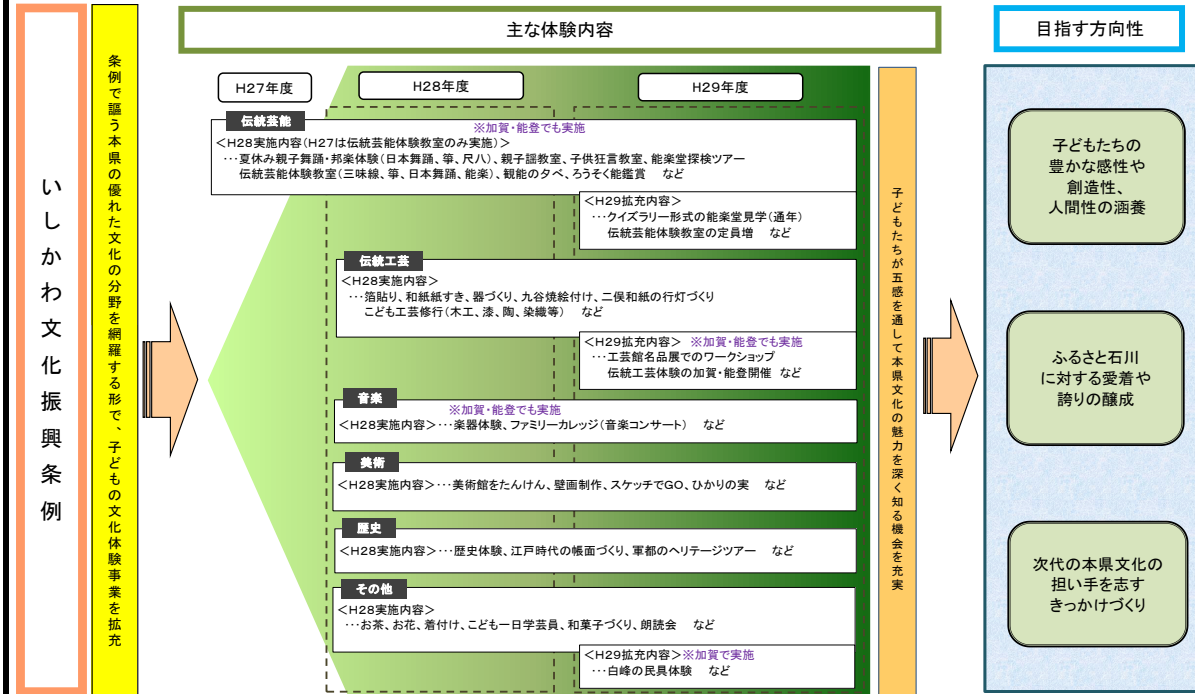 いしかわ文化振興条例
条例で謳う本県の優れた文化の分野を網羅する形で、子どもの文化体験事業を拡充
主な体験内容
H27年度
H28年度
H29年度
伝統芸能
※加賀・能登でも実施
<H28実施内容(H27は伝統芸能体験教室のみ実施)>
…夏休み親子舞踊・邦楽体験(日本舞踊、箏、尺八)、親子謡教室、子供狂言教室、能楽堂探検ツアー
伝統芸能体験教室(三味線、箏、日本舞踊、能楽)、観能の夕べ、ろうそく能鑑賞 など
<H29拡充内容>
…クイズラリー形式の能楽堂見学(通年)
伝統芸能体験教室の定員増 など
伝統工芸
<H28実施内容>
…箔貼り、和紙紙すき、器づくり、九谷焼絵付け、二俣和紙の行灯づくり
こども工芸修行(木工、漆、陶、染織等) など
<H29拡充内容> ※加賀・能登でも実施
…工芸館名品展でのワークショップ
伝統工芸体験の加賀・能登開催 など
音楽
※加賀・能登でも実施
<H28実施内容>…楽器体験、ファミリーカレッジ(音楽コンサート) など
美術
<H28実施内容>…美術館をたんけん、壁画制作、スケッチでGO、ひかりの実 など
歴史
<H28実施内容>…歴史体験、江戸時代の帳面づくり、軍都のヘリテージツアー など
その他
<H28実施内容>
…お茶、お花、着付け、こども一日学芸員、和菓子づくり、朗読会 など
<H29拡充内容>※加賀で実施
…白峰の民具体験 など
子どもたちが五感を通して本県文化の魅力を深く知る機会を充実
目指す方向性
子どもたちの
豊かな感性や
創造性、
人間性の涵養
ふるさと石川
に対する愛着や
誇りの醸成
次代の本県文化の
担い手を志す
きっかけづくり